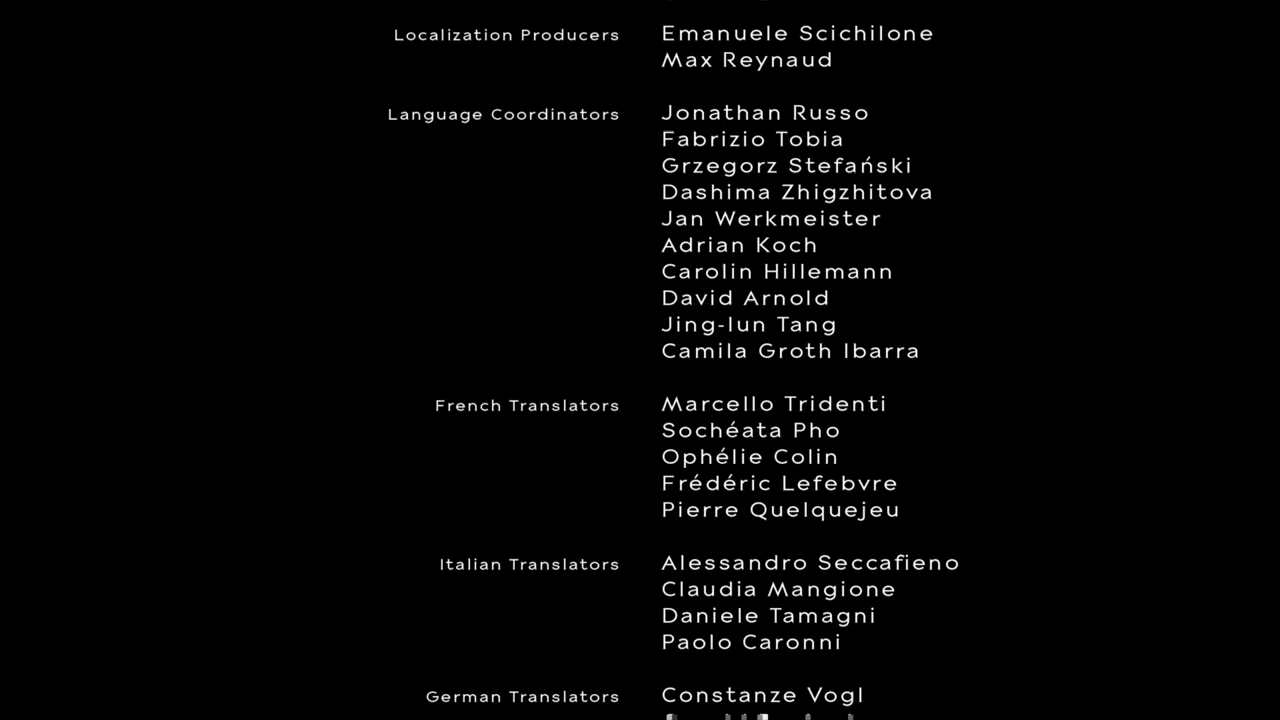 Localization Producers Emanuele Scichilone
Max Reynaud
Language Coordinators Jonathan Russo
Fabrizio Tobia
Grzegorz Stefański
Dashima Zhigzhitova
Jan Werkmeister
Adrian Koch
Carolin Hillemann
David Arnold
Jing-lun Tang
Camila Groth Ibarra
French Translators Marcello Tridenti
Sochéata Pho
Ophélie Colin
Frédéric Lefebvre
Pierre Quelquejeu
Italian Translators Alessandro Seccafieno
Claudia Mangione
Daniele Tamagni
Paolo Caronni
German Translators Constanze Vogl